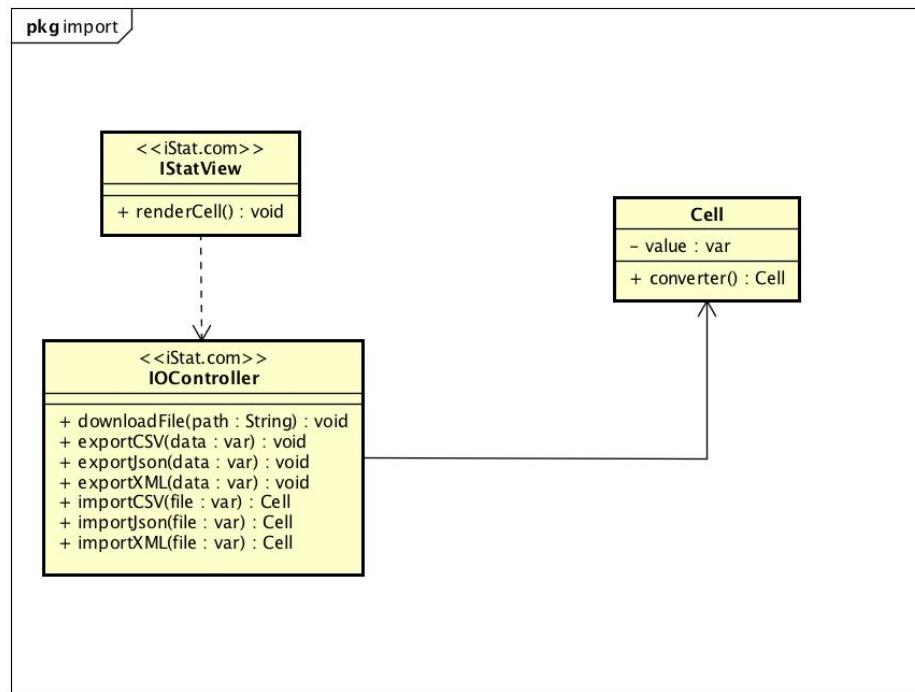 pkg import
<<iStat.com>>
IStatView
+ renderCell() : void
Cell
- value : var
+ converter() : Cell
<<iStat.com>>
IOController
+ downloadFile(path : String) : void
+ exportCSV(data : var) : void
+ exportJson(data : var) : void
+ exportXML(data : var) : void
+ importCSV(file : var) : Cell
+ importJson(file : var) : Cell
+ importXML(file : var) : Cell